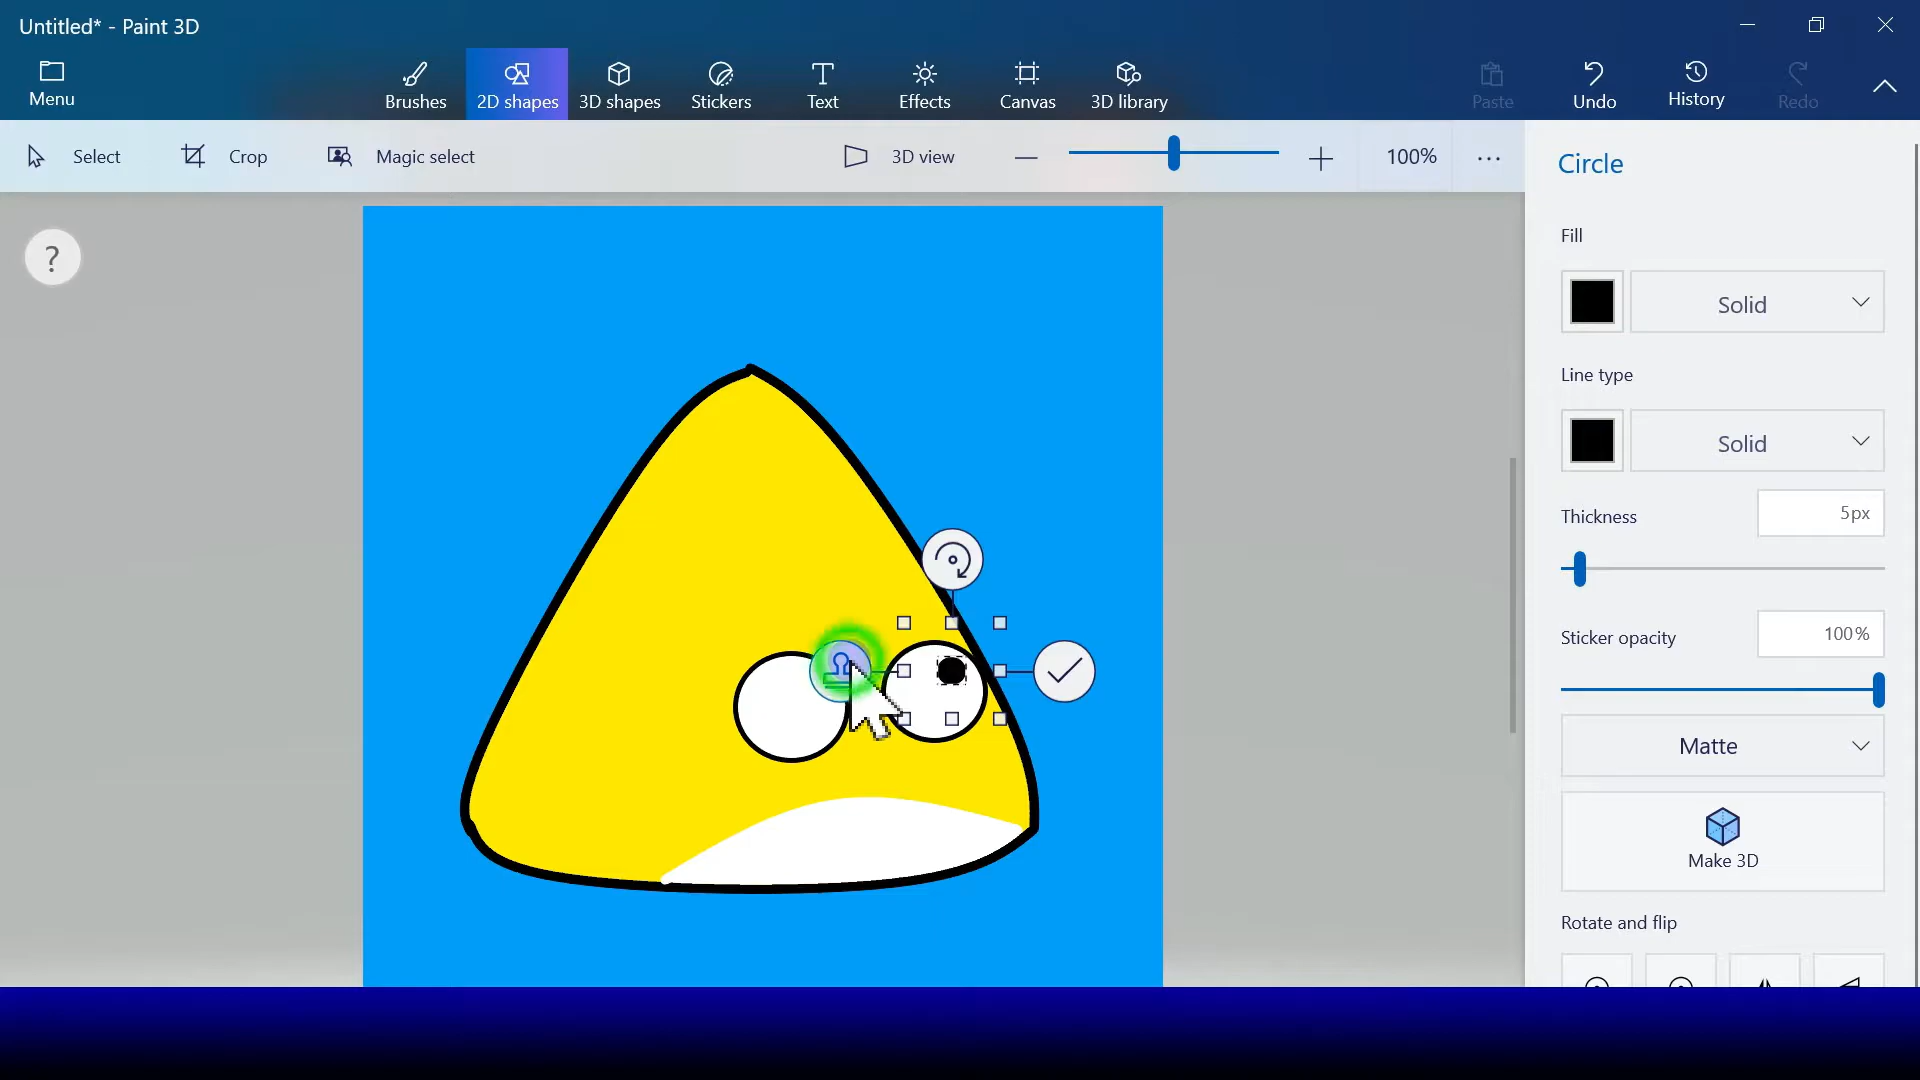 Untitled* - Paint 3D
Menu
Brushes
2D shapes
3D shapes
Stickers
Text
Effects
Canvas
3D library
Paste
Undo
History
Redo
Select
Crop
Magic select
3D view
100%
?
Circle
Fill
Solid
Line type
Solid
Thickness
5px
Sticker opacity
100%
Matte
Make 3D
Rotate and flip